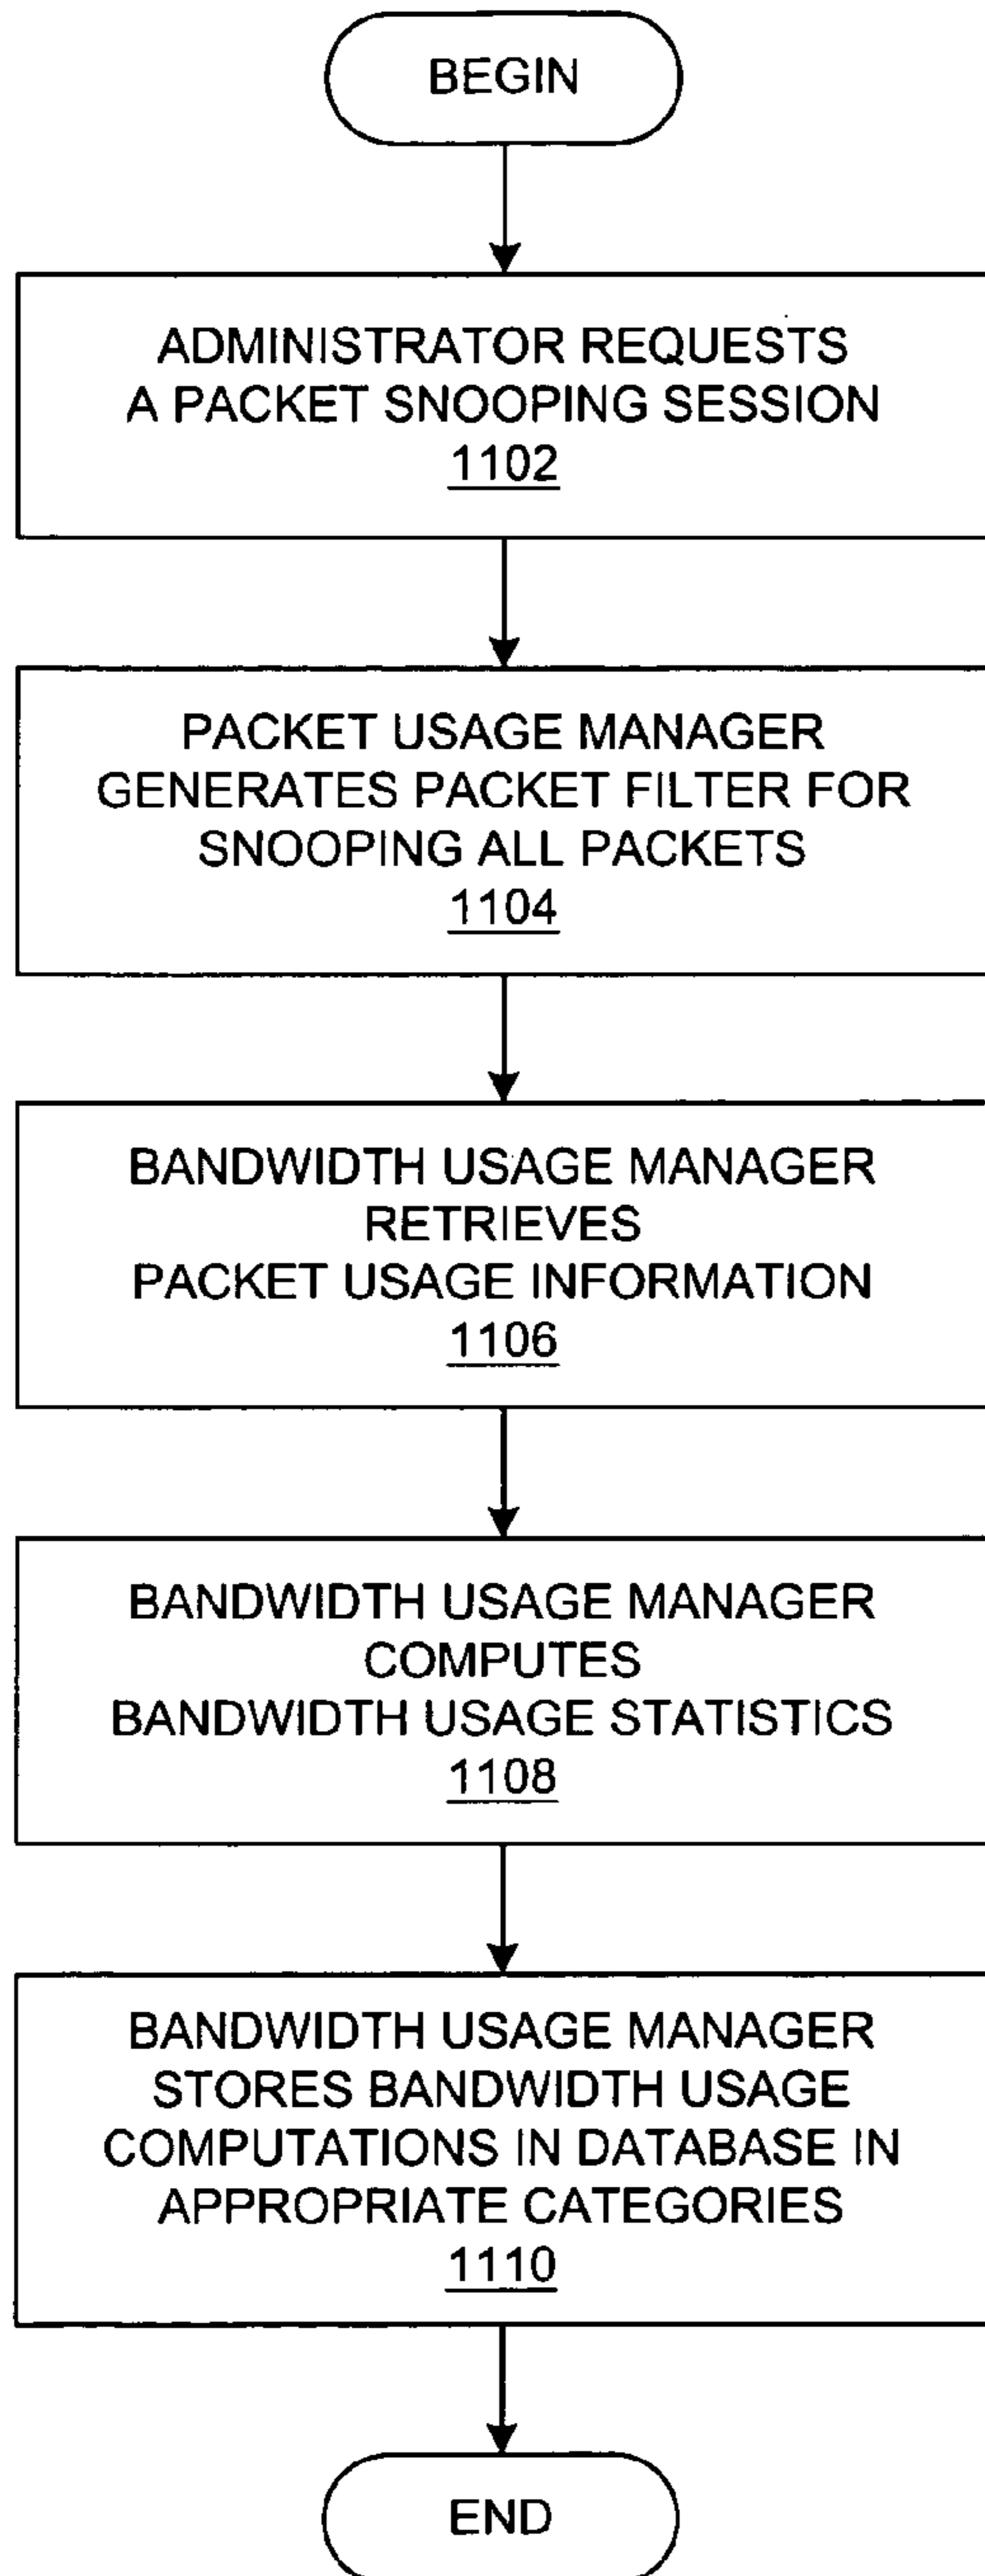 BEGIN
ADMINISTRATOR REQUESTS
A PACKET SNOOPING SESSION
1102
PACKET USAGE MANAGER
GENERATES PACKET FILTER FOR
SNOOPING ALL PACKETS
1104
BANDWIDTH USAGE MANAGER
RETRIEVES
PACKET USAGE INFORMATION
1106
BANDWIDTH USAGE MANAGER
COMPUTES
BANDWIDTH USAGE STATISTICS
1108
BANDWIDTH USAGE MANAGER
STORES BANDWIDTH USAGE
COMPUTATIONS IN DATABASE IN
APPROPRIATE CATEGORIES
1110
END